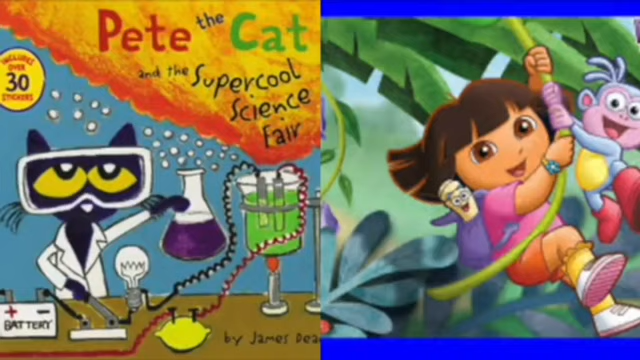 Pete the Cat
and the Supercool
Science
Fair
INCLUDES
OVER
30
STICKERS
+ -
BATTERY
by James Dea